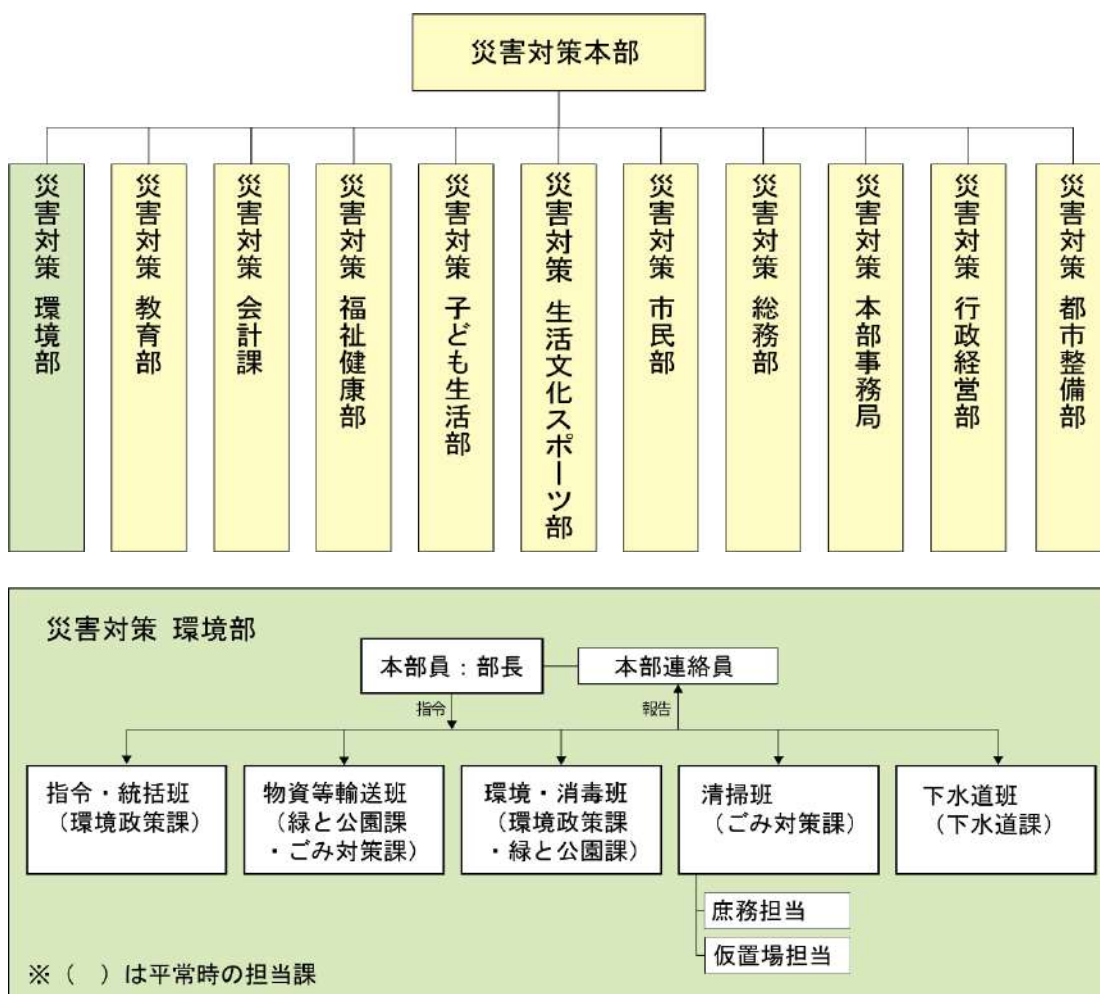 災害対策本部
災害対策 環境部
災害対策 教育部
災害対策 会計課
災害対策 福祉健康部
災害対策 子ども生活部
災害対策 生活文化スポーツ部
災害対策 市民部
災害対策 総務部
災害対策 本部事務局
災害対策 行政経営部
災害対策 都市整備部
災害対策 環境部
本部員：部長
本部連絡員
指令
報告
指令・統括班
（環境政策課）
物資等輸送班
（緑と公園課
・ごみ対策課）
環境・消毒班
（環境政策課
・緑と公園課）
清掃班
（ごみ対策課）
下水道班
（下水道課）
庶務担当
仮置場担当
※（　）は平常時の担当課